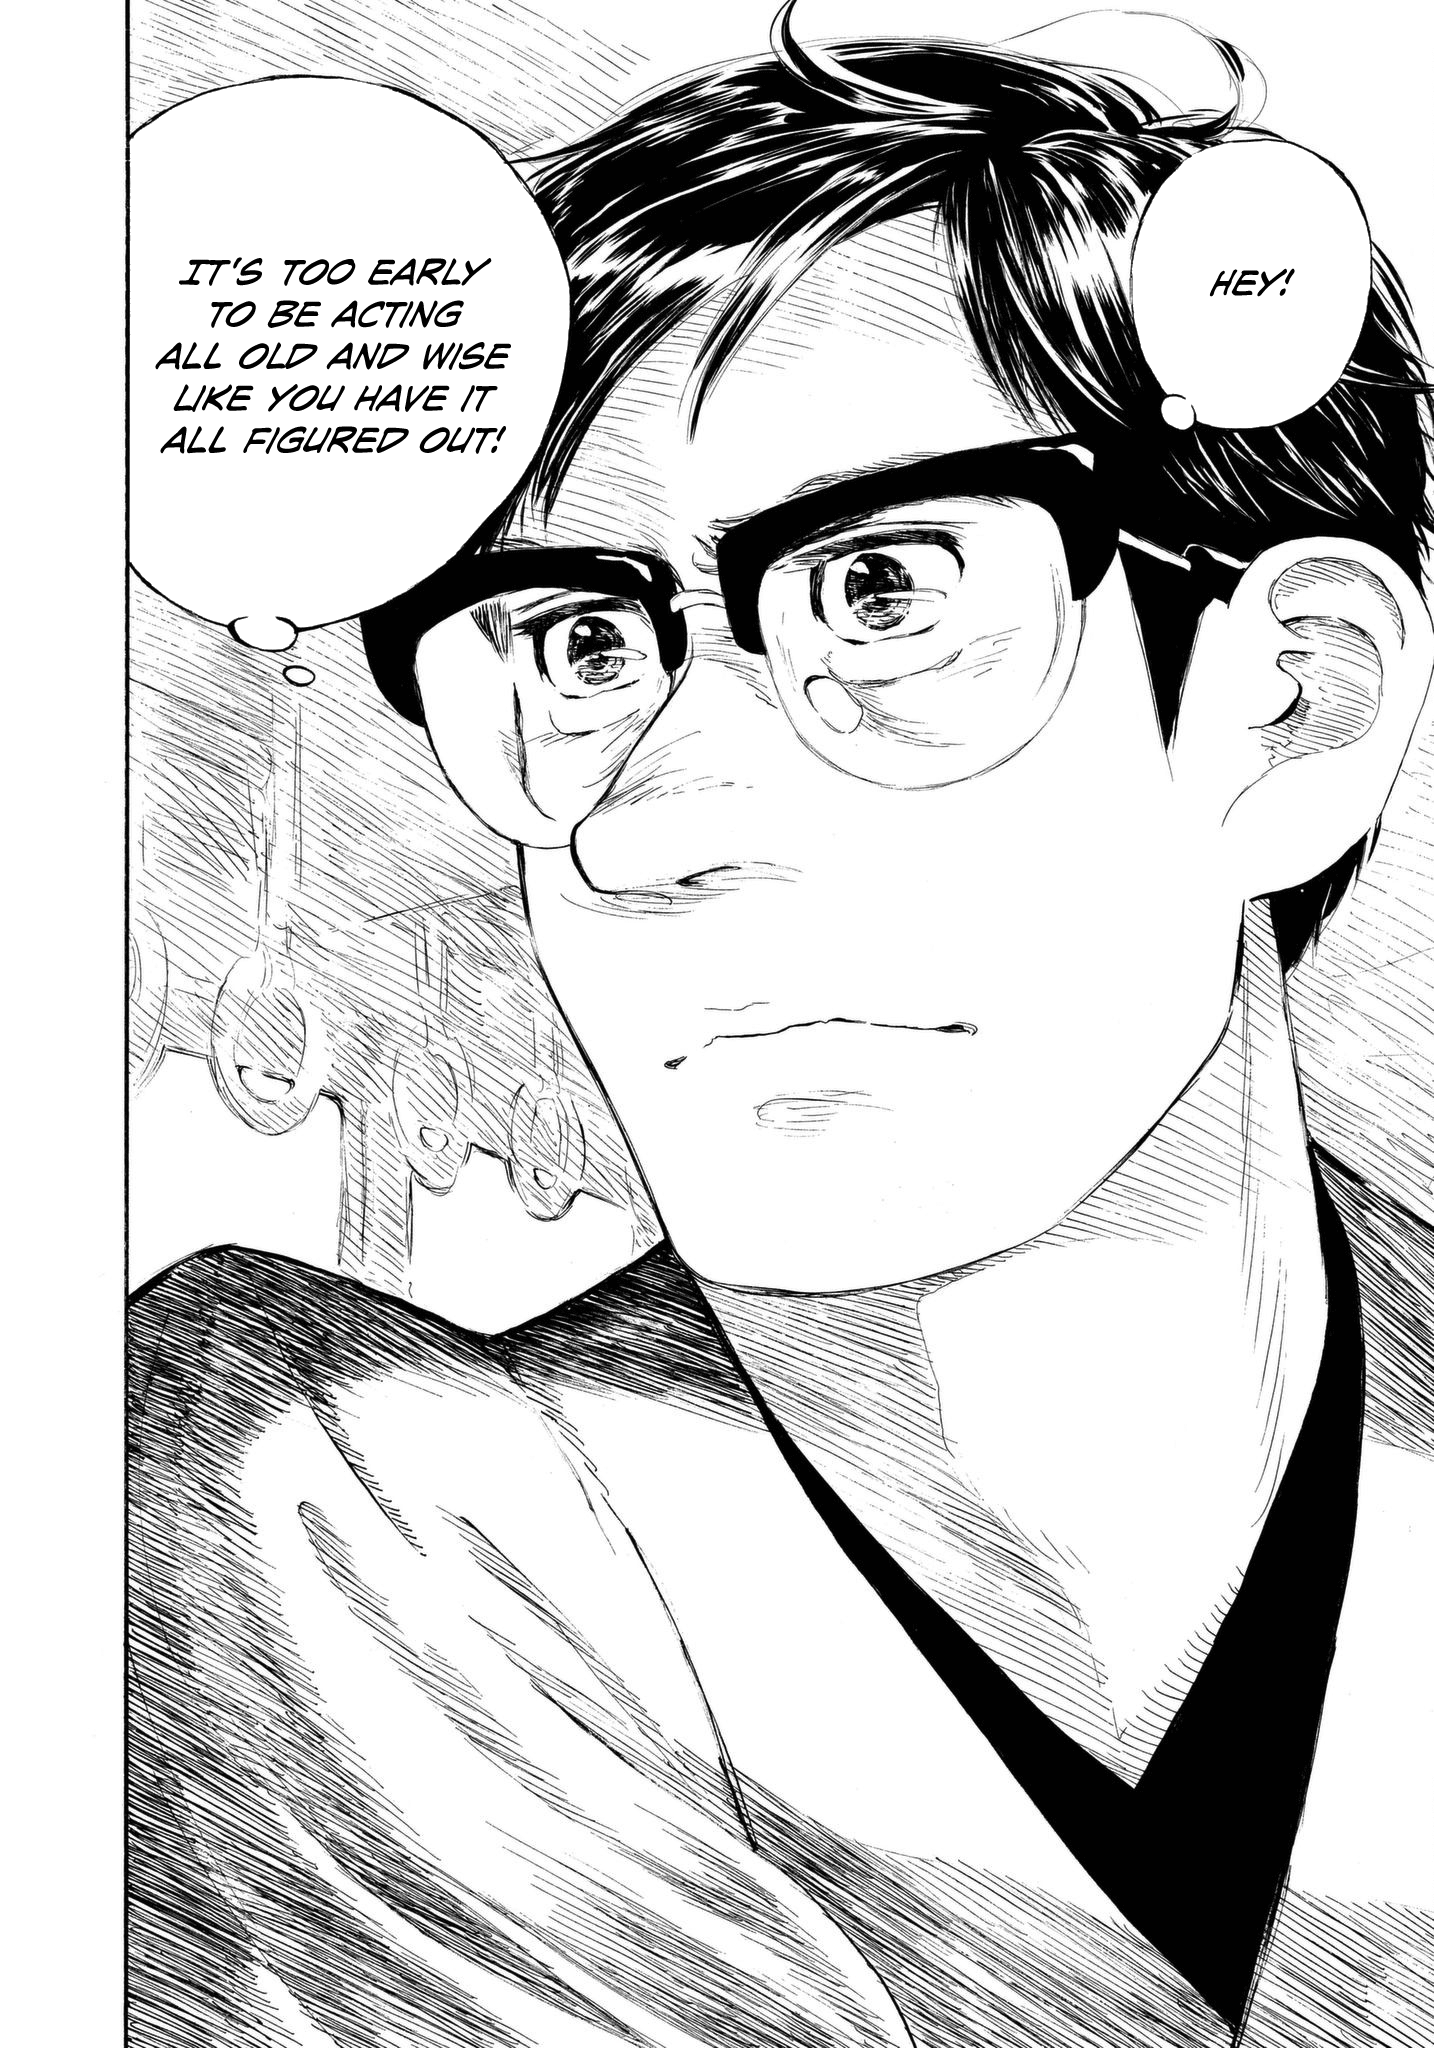 HEY!
IT'S TOO EARLY
TO BE ACTING
ALL OLD AND WISE
LIKE YOU HAVE IT
ALL FIGURED OUT!